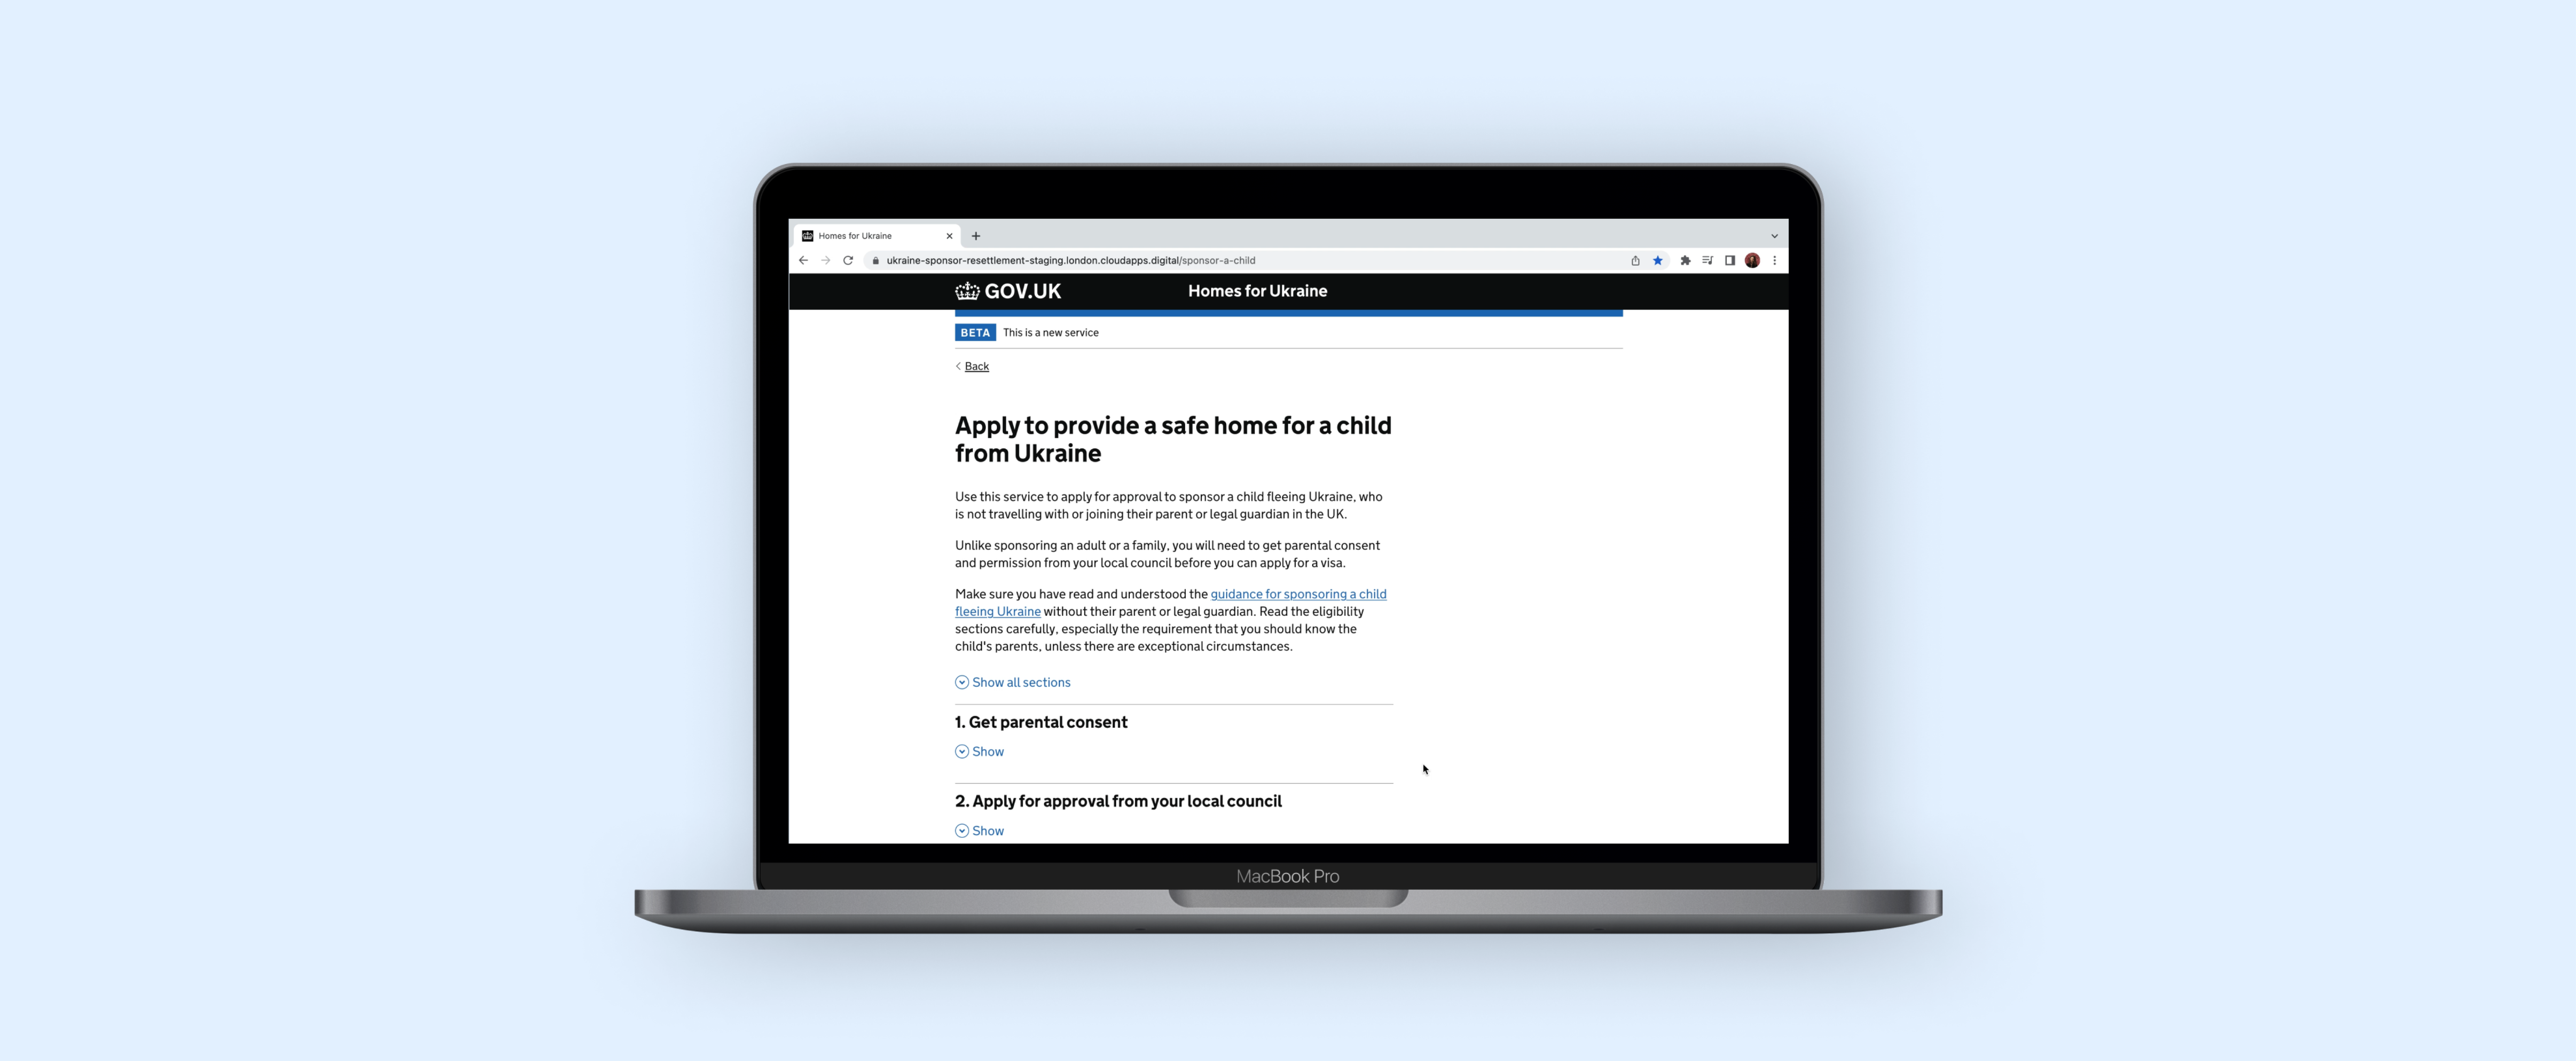 Homes for Ukraine
ukraine-sponsor-resettlement-staging.london.cloudapps.digital/sponsor-a-child
GOV.UK
Homes for Ukraine
BETA This is a new service
Back
Apply to provide a safe home for a child
from Ukraine
Use this service to apply for approval to sponsor a child fleeing Ukraine, who
is not travelling with or joining their parent or legal guardian in the UK.
Unlike sponsoring an adult or a family, you will need to get parental consent
and permission from your local council before you can apply for a visa.
Make sure you have read and understood the guidance for sponsoring a child
fleeing Ukraine without their parent or legal guardian. Read the eligibility
sections carefully, especially the requirement that you should know the
child's parents, unless there are exceptional circumstances.
Show all sections
1. Get parental consent
Show
2. Apply for approval from your local council
Show
MacBook Pro